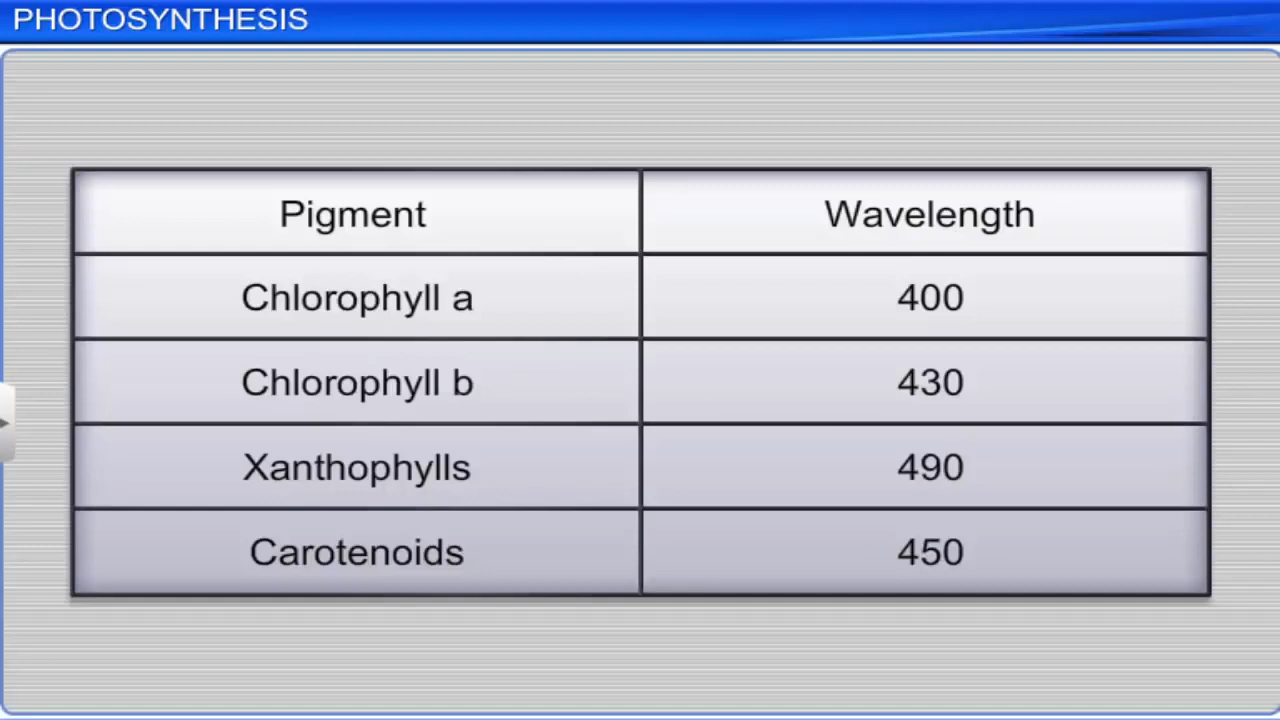 PHOTOSYNTHESIS
Pigment Wavelength
Chlorophyll a 400
Chlorophyll b 430
Xanthophylls 490
Carotenoids 450